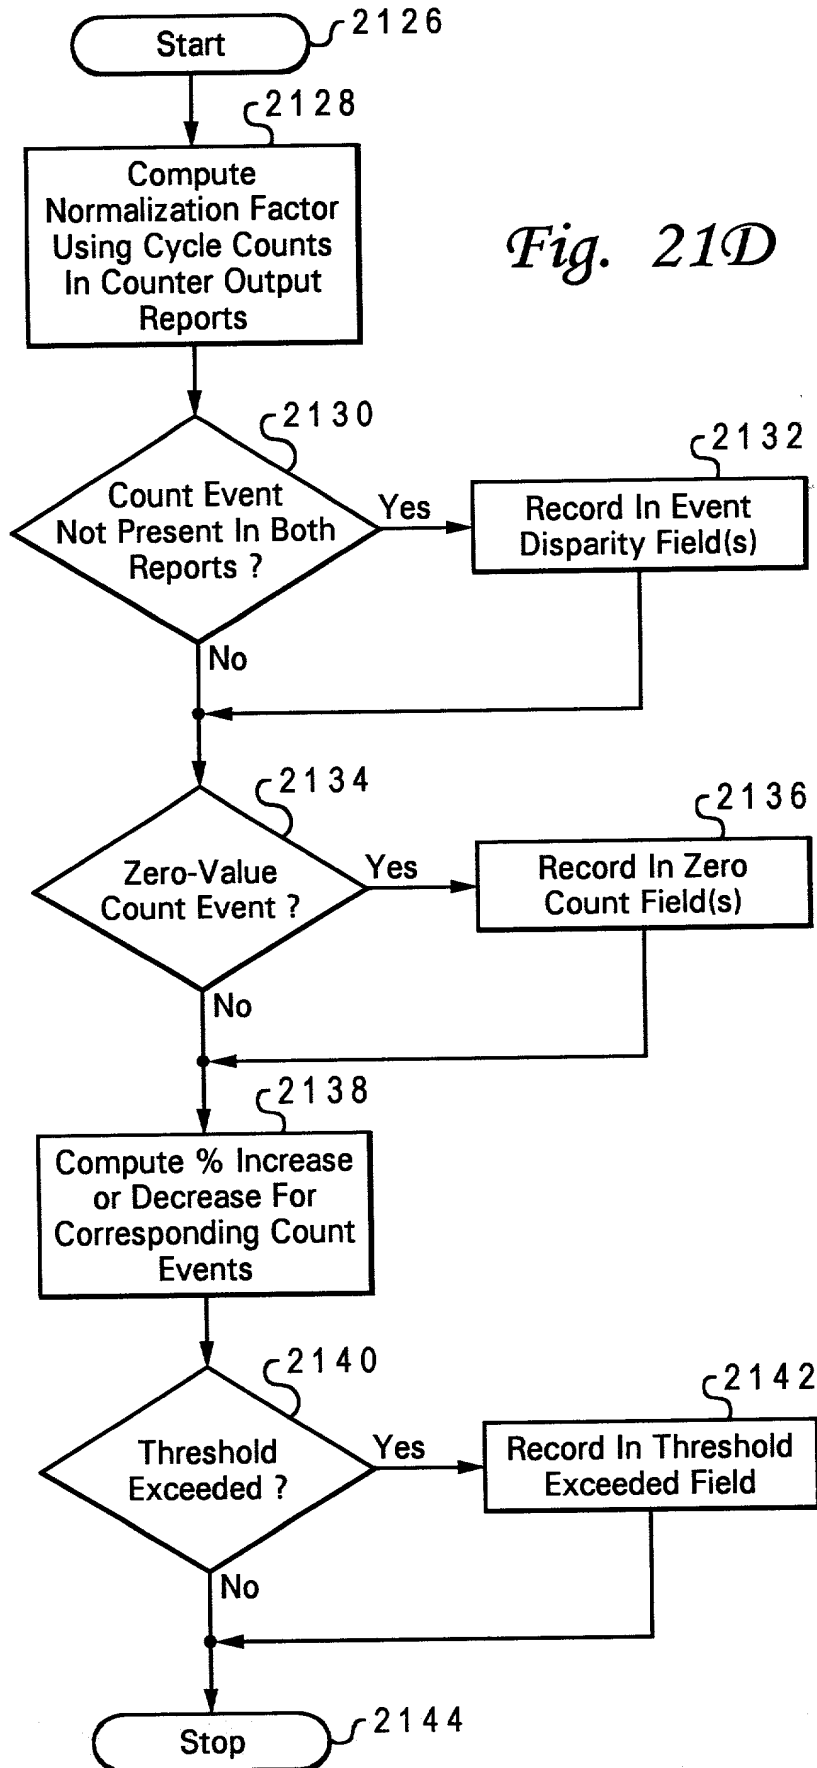 Start
2126
2128
Compute
Normalization Factor
Using Cycle Counts
In Counter Output
Reports
Fig. 21D
2130
Count Event
Not Present In Both
Reports ?
Yes
2132
Record In Event
Disparity Field(s)
No
2134
Zero-Value
Count Event ?
Yes
2136
Record In Zero
Count Field(s)
No
2138
Compute % Increase
or Decrease For
Corresponding Count
Events
2140
Threshold
Exceeded ?
Yes
2142
Record In Threshold
Exceeded Field
No
Stop
2144